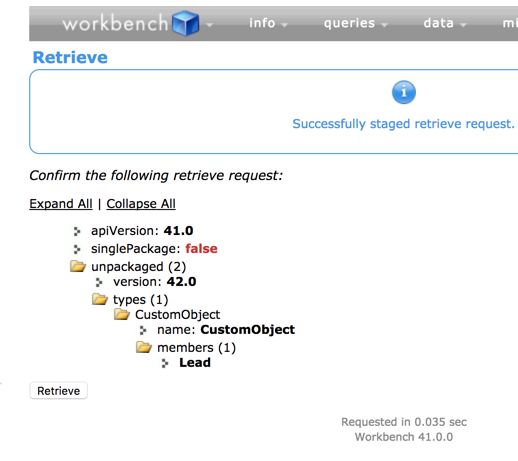 workbench info queries data mi
Retrieve
Successfully staged retrieve request.
Confirm the following retrieve request:
Expand All | Collapse All
apiVersion: 41.0
singlePackage: false
unpackaged (2)
version: 42.0
types (1)
CustomObject
name: CustomObject
members (1)
Lead
Retrieve
Requested in 0.035 sec
Workbench 41.0.0